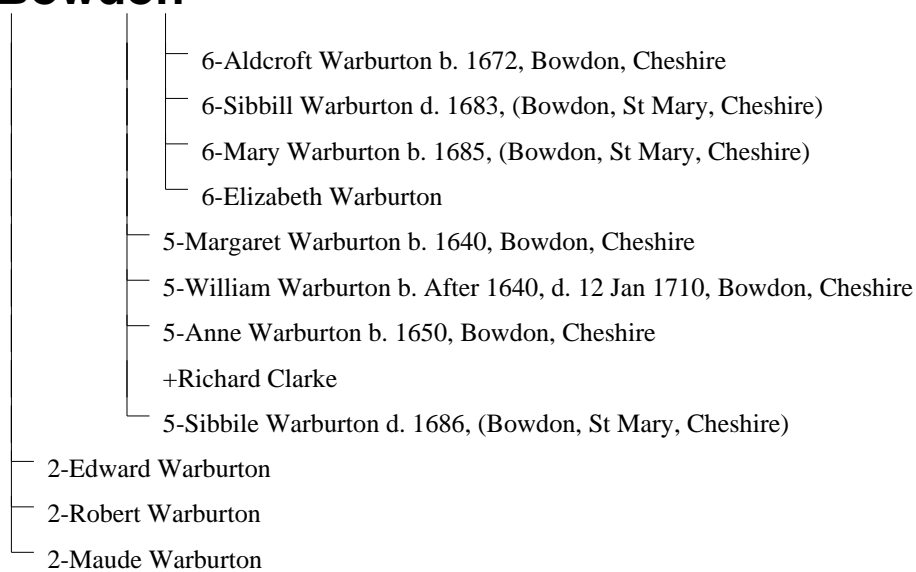 Bowdon
6-Aldcroft Warburton b. 1672, Bowdon, Cheshire
6-Sibbill Warburton d. 1683, (Bowdon, St Mary, Cheshire)
6-Mary Warburton b. 1685, (Bowdon, St Mary, Cheshire)
6-Elizabeth Warburton
5-Margaret Warburton b. 1640, Bowdon, Cheshire
5-William Warburton b. After 1640, d. 12 Jan 1710, Bowdon, Cheshire
5-Anne Warburton b. 1650, Bowdon, Cheshire
+Richard Clarke
5-Sibbile Warburton d. 1686, (Bowdon, St Mary, Cheshire)
2-Edward Warburton
2-Robert Warburton
2-Maude Warburton